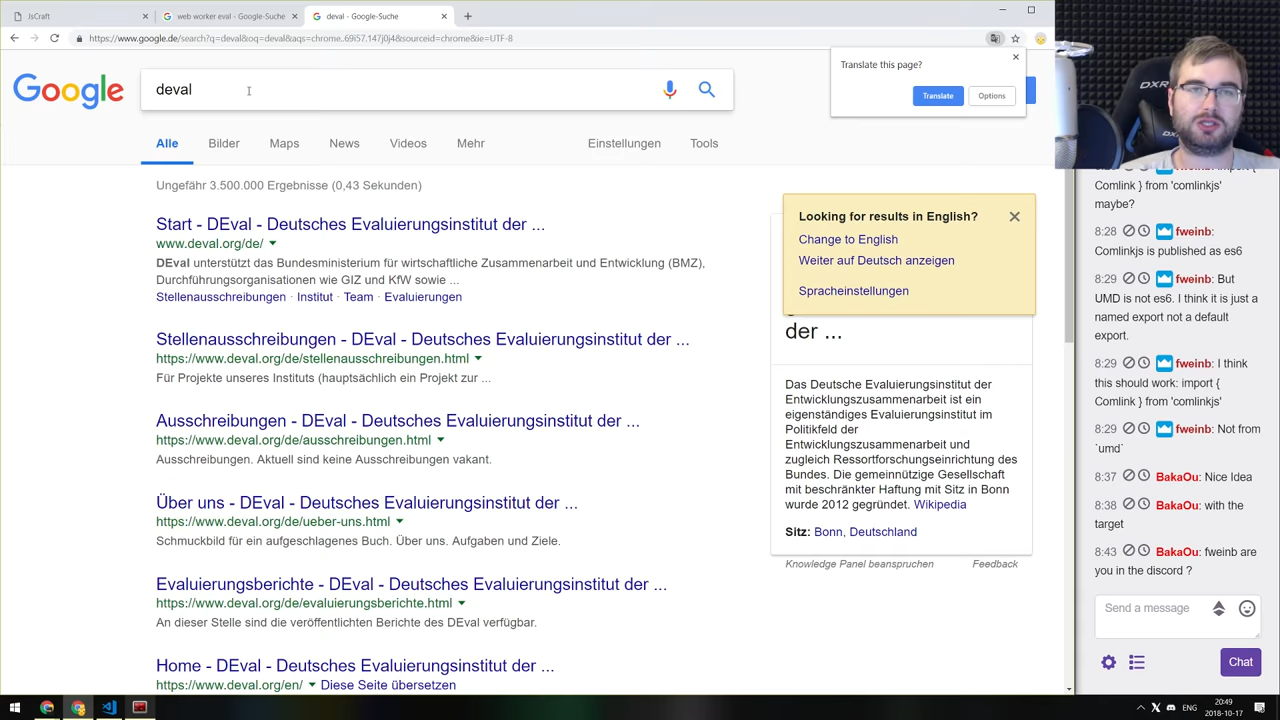 JsCraft
web worker eval - Google-Suche
deval - Google-Suche
https://www.google.de/search?q=deval&oq=deval&aqs=chrome..69i57.147j0j4&sourceid=chrome&ie=UTF-8
Translate this page?
Translate
Options
Google
deval
Alle
Bilder
Maps
News
Videos
Mehr
Einstellungen
Tools
Ungefähr 3.500.000 Ergebnisse (0,43 Sekunden)
Start - DEval - Deutsches Evaluierungsinstitut der ...
www.deval.org/de/
DEval unterstützt das Bundesministerium für wirtschaftliche Zusammenarbeit und Entwicklung (BMZ),
Durchführungsorganisationen wie GIZ und KfW sowie ...
Stellenausschreibungen · Institut · Team · Evaluierungen
Stellenausschreibungen - DEval - Deutsches Evaluierungsinstitut der ...
https://www.deval.org/de/stellenausschreibungen.html
Für Projekte unseres Instituts (hauptsächlich ein Projekt zur ...
Ausschreibungen - DEval - Deutsches Evaluierungsinstitut der ...
https://www.deval.org/de/ausschreibungen.html
Ausschreibungen. Aktuell sind keine Ausschreibungen vakant.
Über uns - DEval - Deutsches Evaluierungsinstitut der ...
https://www.deval.org/de/ueber-uns.html
Schmuckbild für ein aufgeschlagenes Buch. Über uns. Aufgaben und Ziele.
Evaluierungsberichte - DEval - Deutsches Evaluierungsinstitut der ...
https://www.deval.org/de/evaluierungsberichte.html
An dieser Stelle sind die veröffentlichten Berichte des DEval verfügbar.
Home - DEval - Deutsches Evaluierungsinstitut der ...
https://www.deval.org/en/ Diese Seite übersetzen
Looking for results in English?
Change to English
Weiter auf Deutsch anzeigen
Spracheinstellungen
der ...
Das Deutsche Evaluierungsinstitut der
Entwicklungszusammenarbeit ist ein
eigenständiges Evaluierungsinstitut im
Politikfeld der
Entwicklungszusammenarbeit und
zugleich Ressortforschungseinrichtung des
Bundes. Die gemeinnützige Gesellschaft
mit beschränkter Haftung mit Sitz in Bonn
wurde 2012 gegründet. Wikipedia
Sitz: Bonn, Deutschland
Knowledge Panel beanspruchen
Feedback
DXR
fweinb: import {
Comlink } from 'comlinkjs'
maybe?
8:28 fweinb:
Comlinkjs is published as es6
8:29 fweinb: But
UMD is not es6. I think it is just a
named export not a default
export.
8:29 fweinb: I think
this should work: import {
Comlink } from 'comlinkjs'
8:29 fweinb: Not from
`umd`
8:37 BakaOu: Nice Idea
8:38 BakaOu: with the
target
8:43 BakaOu: fweinb are
you in the discord ?
Send a message
Chat
ENG
20:49
2018-10-17